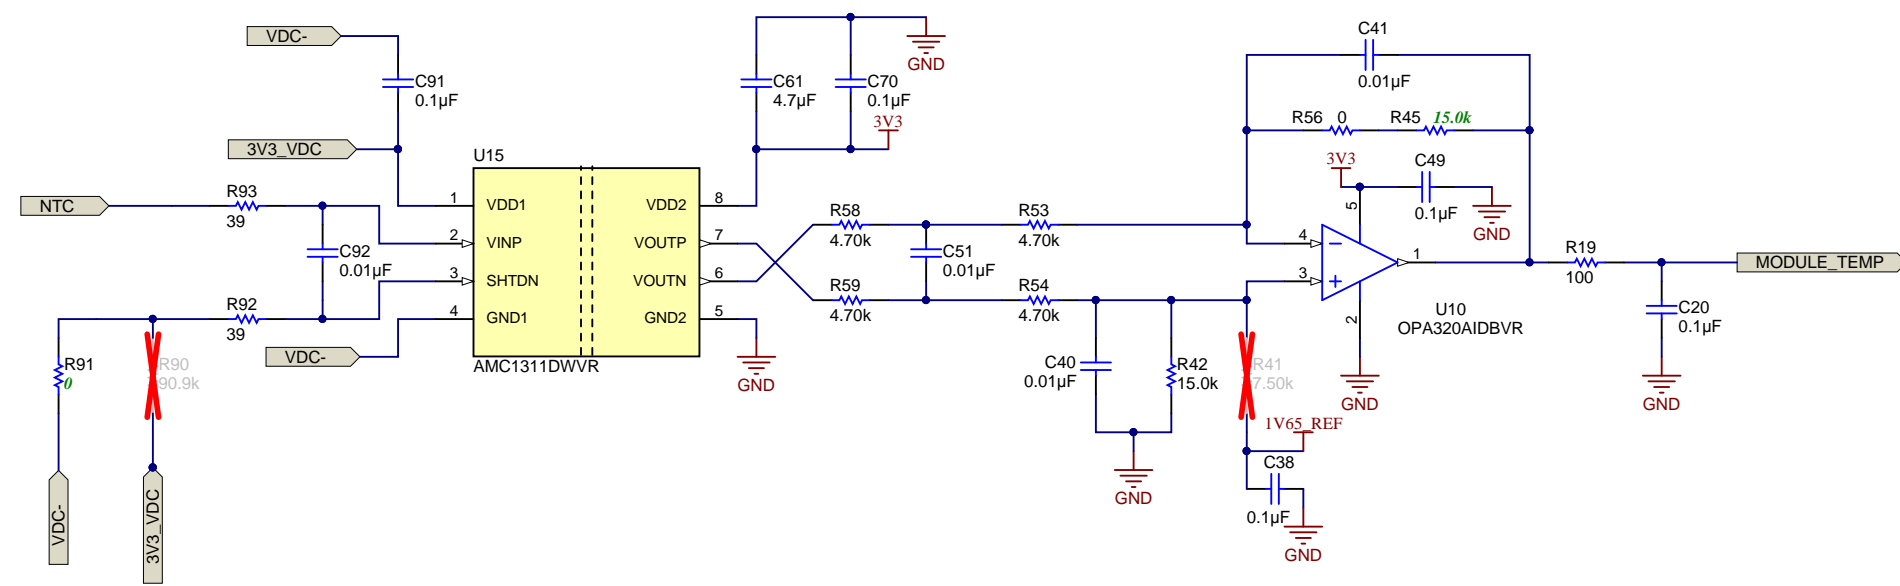 VDC-
C91
0.1µF
3V3_VDC
NTC
R93
39
C92
0.01µF
R92
39
VDC-
R91
0
R90
90.9k
VDC-
3V3_VDC
U15
1
VDD1
2
VINP
3
SHTDN
4
GND1
VDD2
8
VOUTP
7
VOUTN
6
GND2
5
AMC1311DWVR
C61
4.7µF
C70
0.1µF
GND
3V3
GND
R58
4.70k
R59
4.70k
C51
0.01µF
R53
4.70k
R54
4.70k
C40
0.01µF
R42
15.0k
GND
R41
7.50k
1V65_REF
C38
0.1µF
GND
C41
0.01µF
R56 0
R45 15.0k
3V3
C49
0.1µF
GND
5
4
3
1
2
U10
OPA320AIDBVR
GND
R19
100
C20
0.1µF
GND
MODULE_TEMP